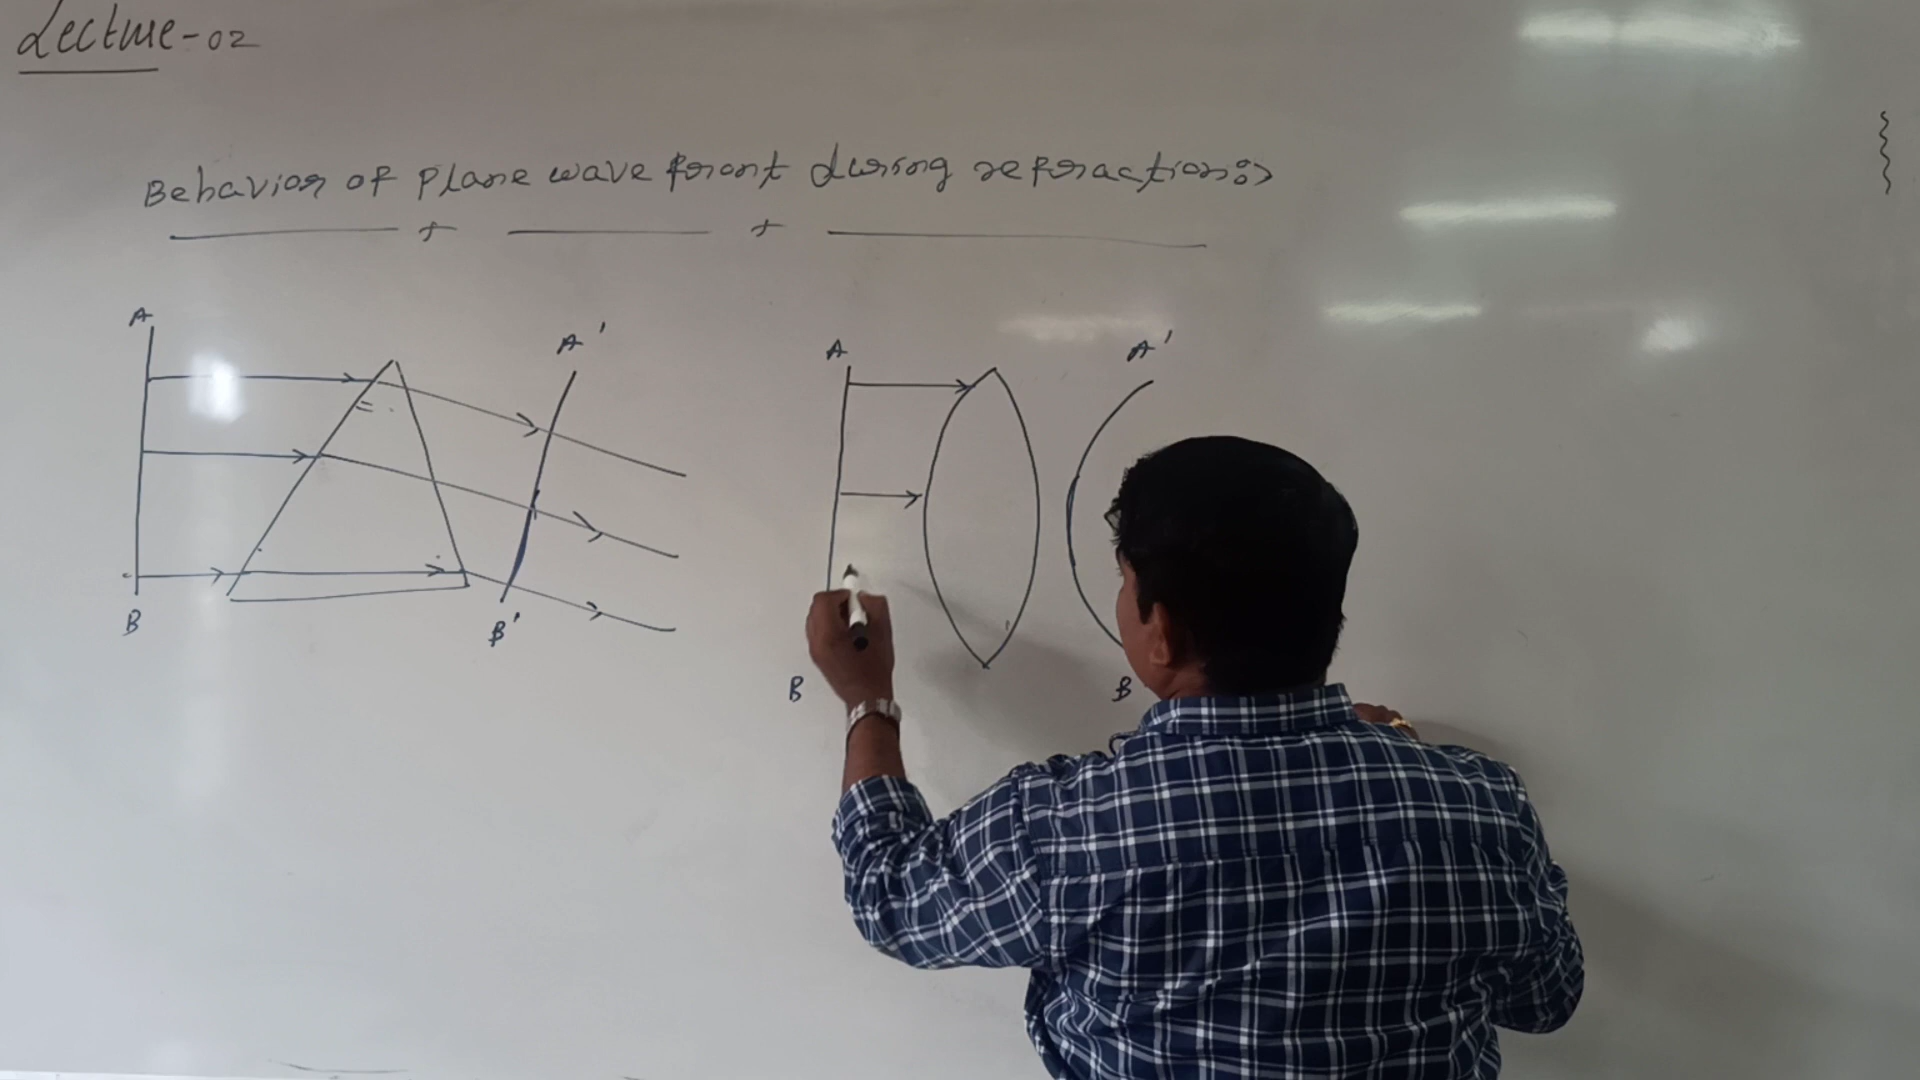 Lecture-02
Behavior of plane wave front during refraction:>
A
A'
B
B'
A
A'
B
B